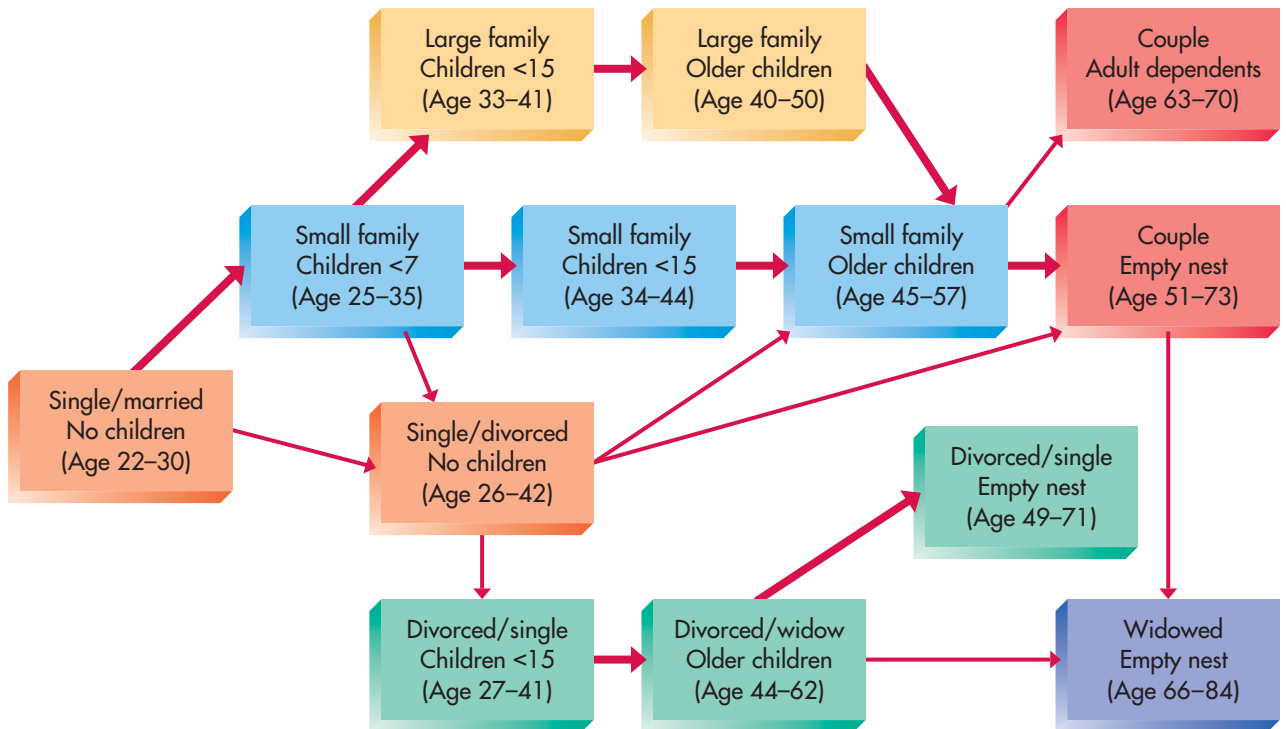 Large family
Children <15
(Age 33–41)
Large family
Older children
(Age 40–50)
Couple
Adult dependents
(Age 63–70)
Small family
Children <7
(Age 25–35)
Small family
Children <15
(Age 34–44)
Small family
Older children
(Age 45–57)
Couple
Empty nest
(Age 51–73)
Single/married
No children
(Age 22–30)
Single/divorced
No children
(Age 26–42)
Divorced/single
Empty nest
(Age 49–71)
Divorced/single
Children <15
(Age 27–41)
Divorced/widow
Older children
(Age 44–62)
Widowed
Empty nest
(Age 66–84)